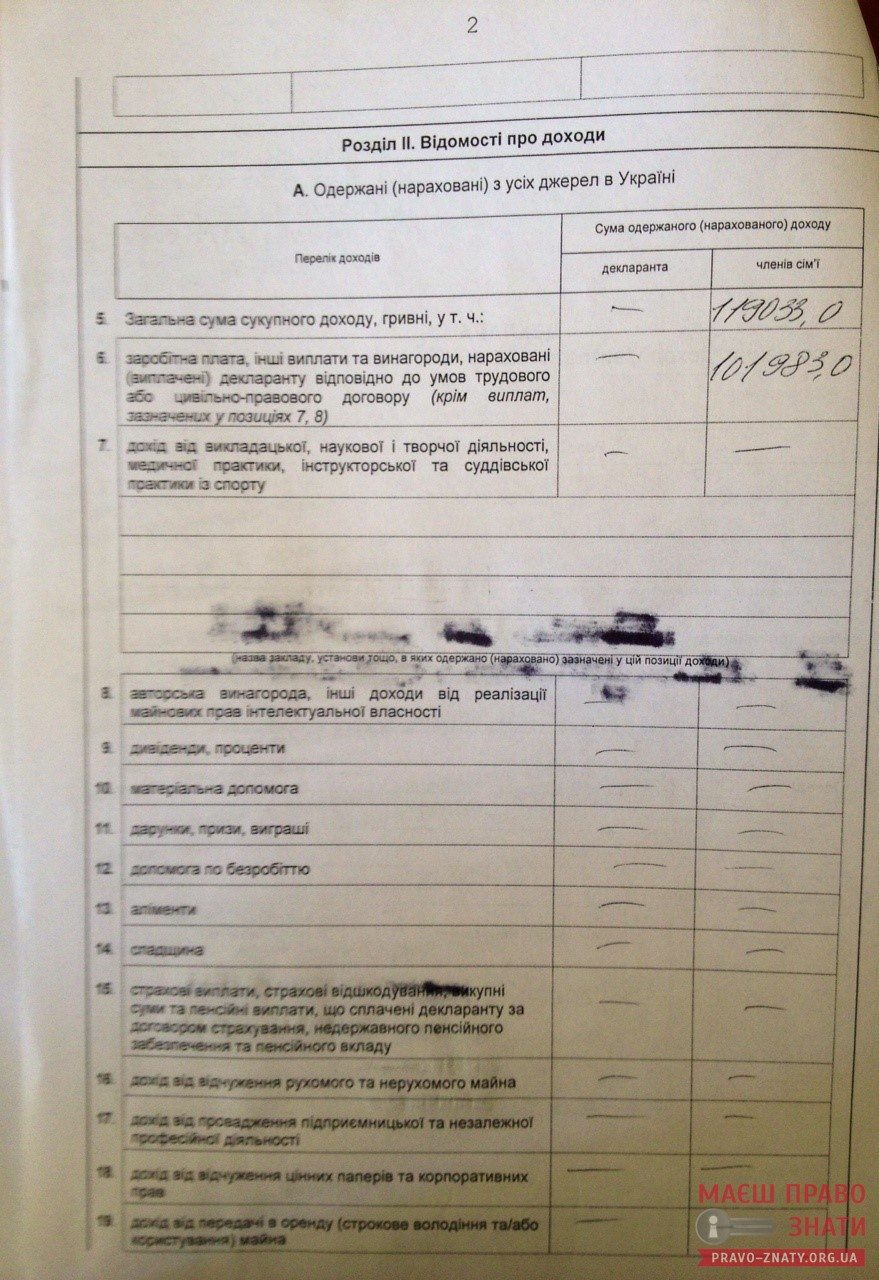 2
Розділ II. Відомості про доходи
А. Одержані (нараховані) з усіх джерел в Україні
Перелік доходів
Сума одержаного (нарахованого) доходу
декларанта
членів сім'ї
5. Загальна сума сукупного доходу, гривні, у т. ч.: — 119033,0
6. заробітна плата, інші виплати та винагороди, нараховані — 101983,0
(виплачені) декларанту відповідно до умов трудового
або цивільно-правового договору (крім виплат,
зазначених у позиціях 7, 8)
7. дохід від викладацької, наукової і творчої діяльності, — —
медичної практики, інструкторської та суддівської
практики із спорту
(назва закладу, установи тощо, в яких одержано (нараховано) зазначені у цій позиції доходи)
8. авторська винагорода, інші доходи від реалізації — —
майнових прав інтелектуальної власності
9. дивіденди, проценти — —
10. матеріальна допомога — —
11. дарунки, призи, виграші — —
12. допомога по безробіттю — —
13. аліменти — —
14. спадщина — —
15. страхові виплати, страхові відшкодування, викупні — —
суми та пенсійні виплати, що сплачені декларанту за
договором страхування, недержавного пенсійного
забезпечення та пенсійного вкладу
16. дохід від відчуження рухомого та нерухомого майна — —
17. дохід від провадження підприємницької та незалежної — —
професійної діяльності
18. дохід від відчуження цінних паперів та корпоративних — —
прав
19. дохід від передачі в оренду (строкове володіння та/або —
користування) майна
МАЄШ ПРАВО
ЗНАТИ
PRAVO-ZNATY.ORG.UA